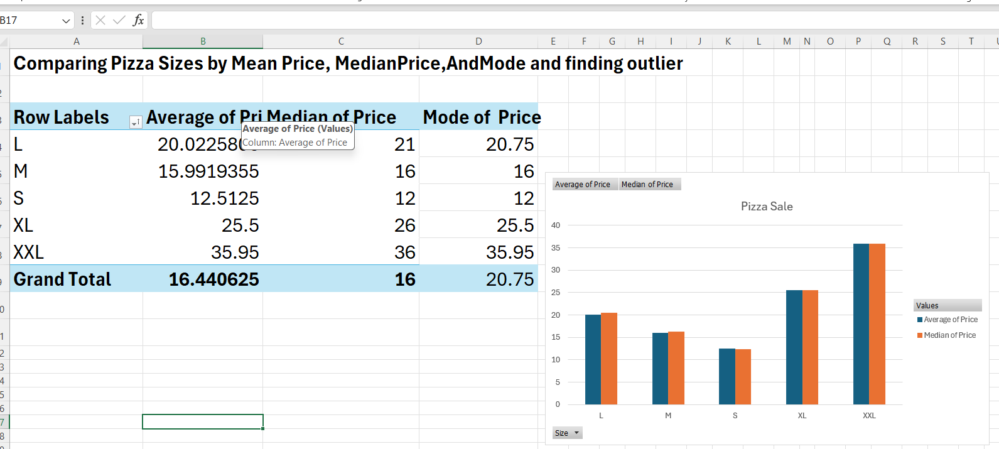 B17 fx
A B C D E F G H I J K L M N O P Q R S T
Comparing Pizza Sizes by Mean Price, MedianPrice,AndMode and finding outlier
Row Labels Average of Pri Median of Price Mode of Price
Average of Price (Values)
Column: Average of Price
L 20.02258 21 20.75
M 15.9919355 16 16
S 12.5125 12 12
XL 25.5 26 25.5
XXL 35.95 36 35.95
Grand Total 16.440625 16 20.75
Average of Price Median of Price
Pizza Sale
40
35
30
25
20
15
10
5
0
L M S XL XXL
Values
Average of Price
Median of Price
Size